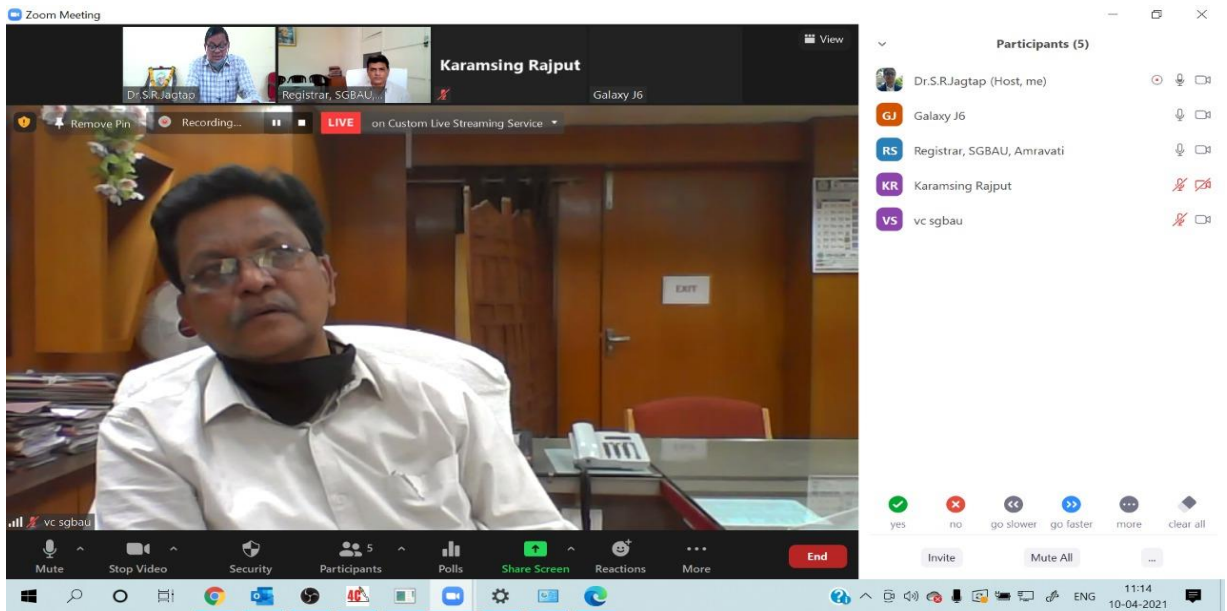 Zoom Meeting
Dr.S.R.Jagtap
Registrar, SGBAU,...
Karamsing Rajput
Galaxy J6
View
Remove Pin
Recording...
LIVE on Custom Live Streaming Service
EXIT
vc sgbau
Mute
Stop Video
Security
Participants
5
Polls
Share Screen
Reactions
More
End
Participants (5)
Dr.S.R.Jagtap (Host, me)
GJ Galaxy J6
RS Registrar, SGBAU, Amravati
KR Karamsing Rajput
VS vc sgbau
yes
no
go slower
go faster
more
clear all
Invite
Mute All
...
ENG
11:14
10-04-2021